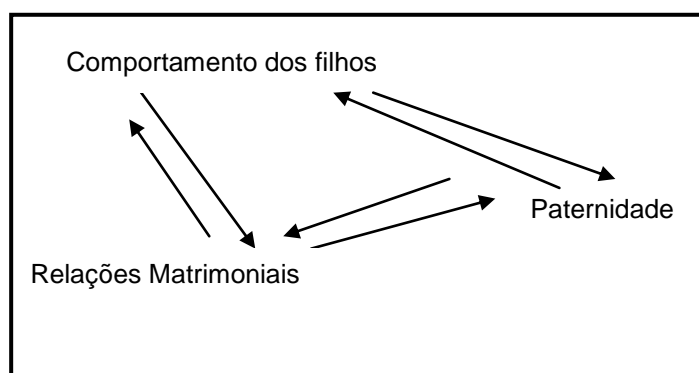 Comportamento dos filhos
Paternidade
Relações Matrimoniais